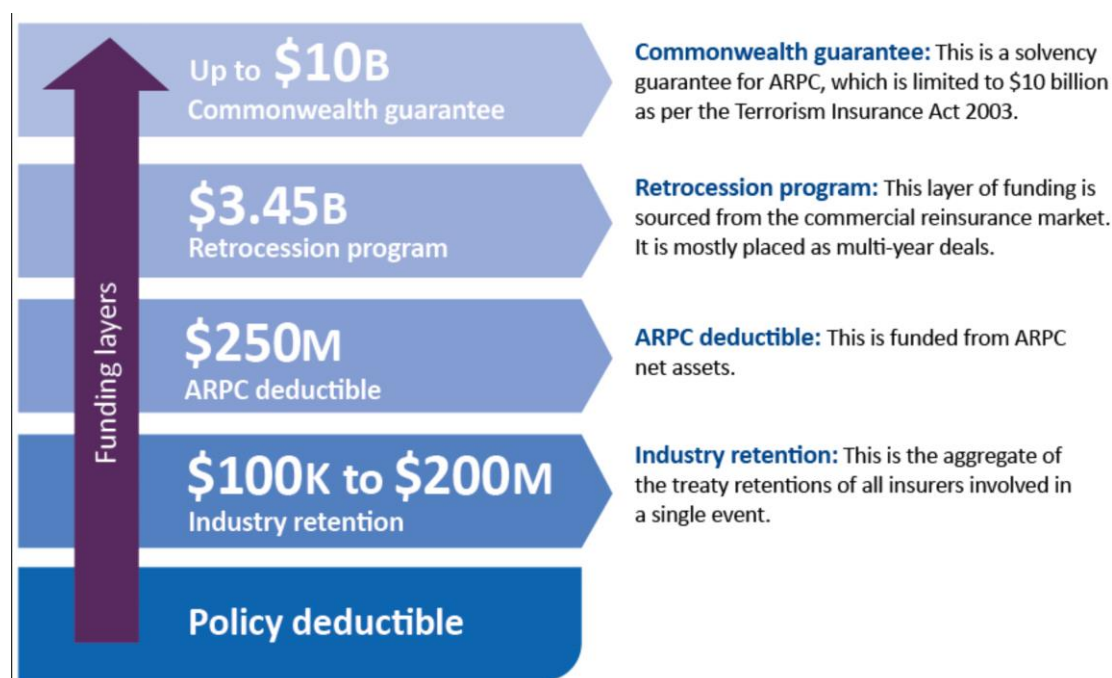 Up to $10B
Commonwealth guarantee
Commonwealth guarantee: This is a solvency
guarantee for ARPC, which is limited to $10 billion
as per the Terrorism Insurance Act 2003.
$3.45B
Retrocession program
Retrocession program: This layer of funding is
sourced from the commercial reinsurance market.
It is mostly placed as multi-year deals.
$250M
ARPC deductible
ARPC deductible: This is funded from ARPC
net assets.
$100K to $200M
Industry retention
Industry retention: This is the aggregate of
the treaty retentions of all insurers involved in
a single event.
Policy deductible
Funding layers